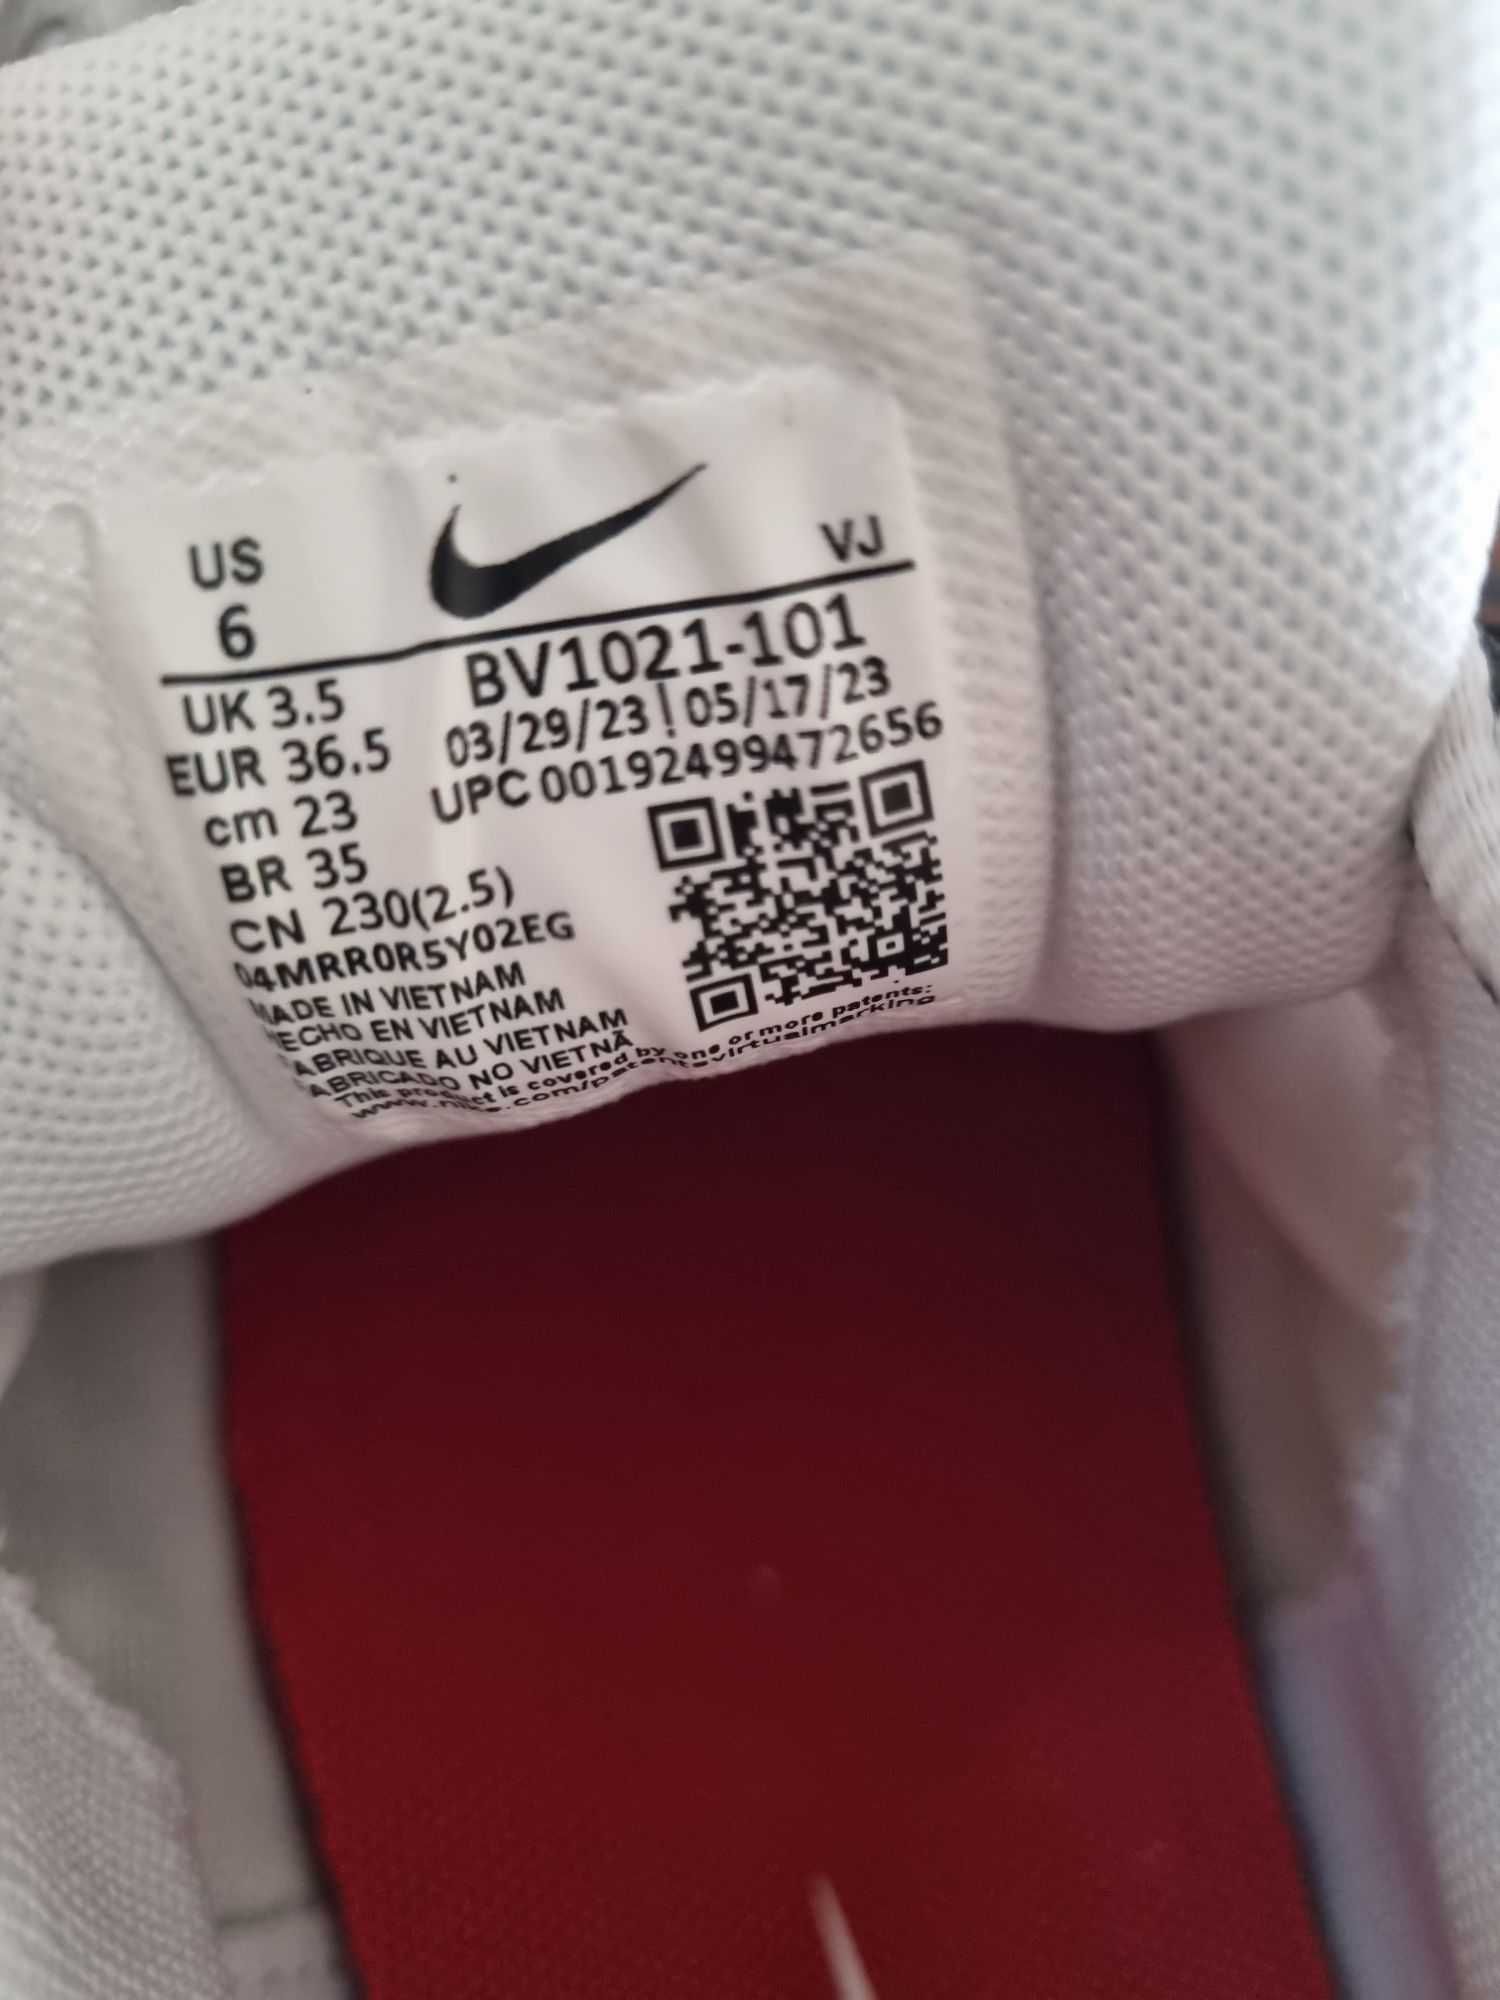 US
6
VJ
UK 3.5
BV1021-101
EUR 36.5
03/29/23 | 05/17/23
cm 23
UPC 00192499472656
BR 35
CN 230(2.5)
04MRR0R5Y02EG
MADE IN VIETNAM
HECHO EN VIETNAM
FABRIQUE AU VIETNAM
FABRICADO NO VIETNÃ
This product is covered by one or more patents:
www.nike.com/patentsvirtualmarking